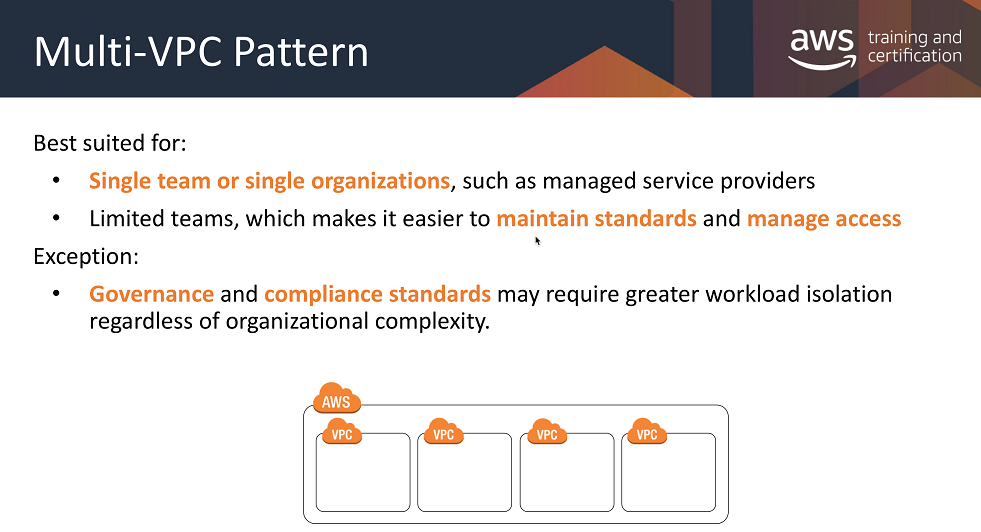 Multi-VPC Pattern
aws training and certification
Best suited for:
• Single team or single organizations, such as managed service providers
• Limited teams, which makes it easier to maintain standards and manage access
Exception:
• Governance and compliance standards may require greater workload isolation
regardless of organizational complexity.
AWS
VPC VPC VPC VPC